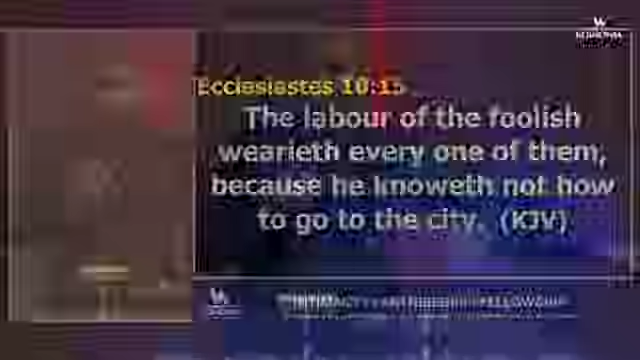 Ecclesiastes 10:15
The labour of the foolish
wearieth every one of them,
because he knoweth not how
to go to the city. (KJV)
FELLOWSHIP